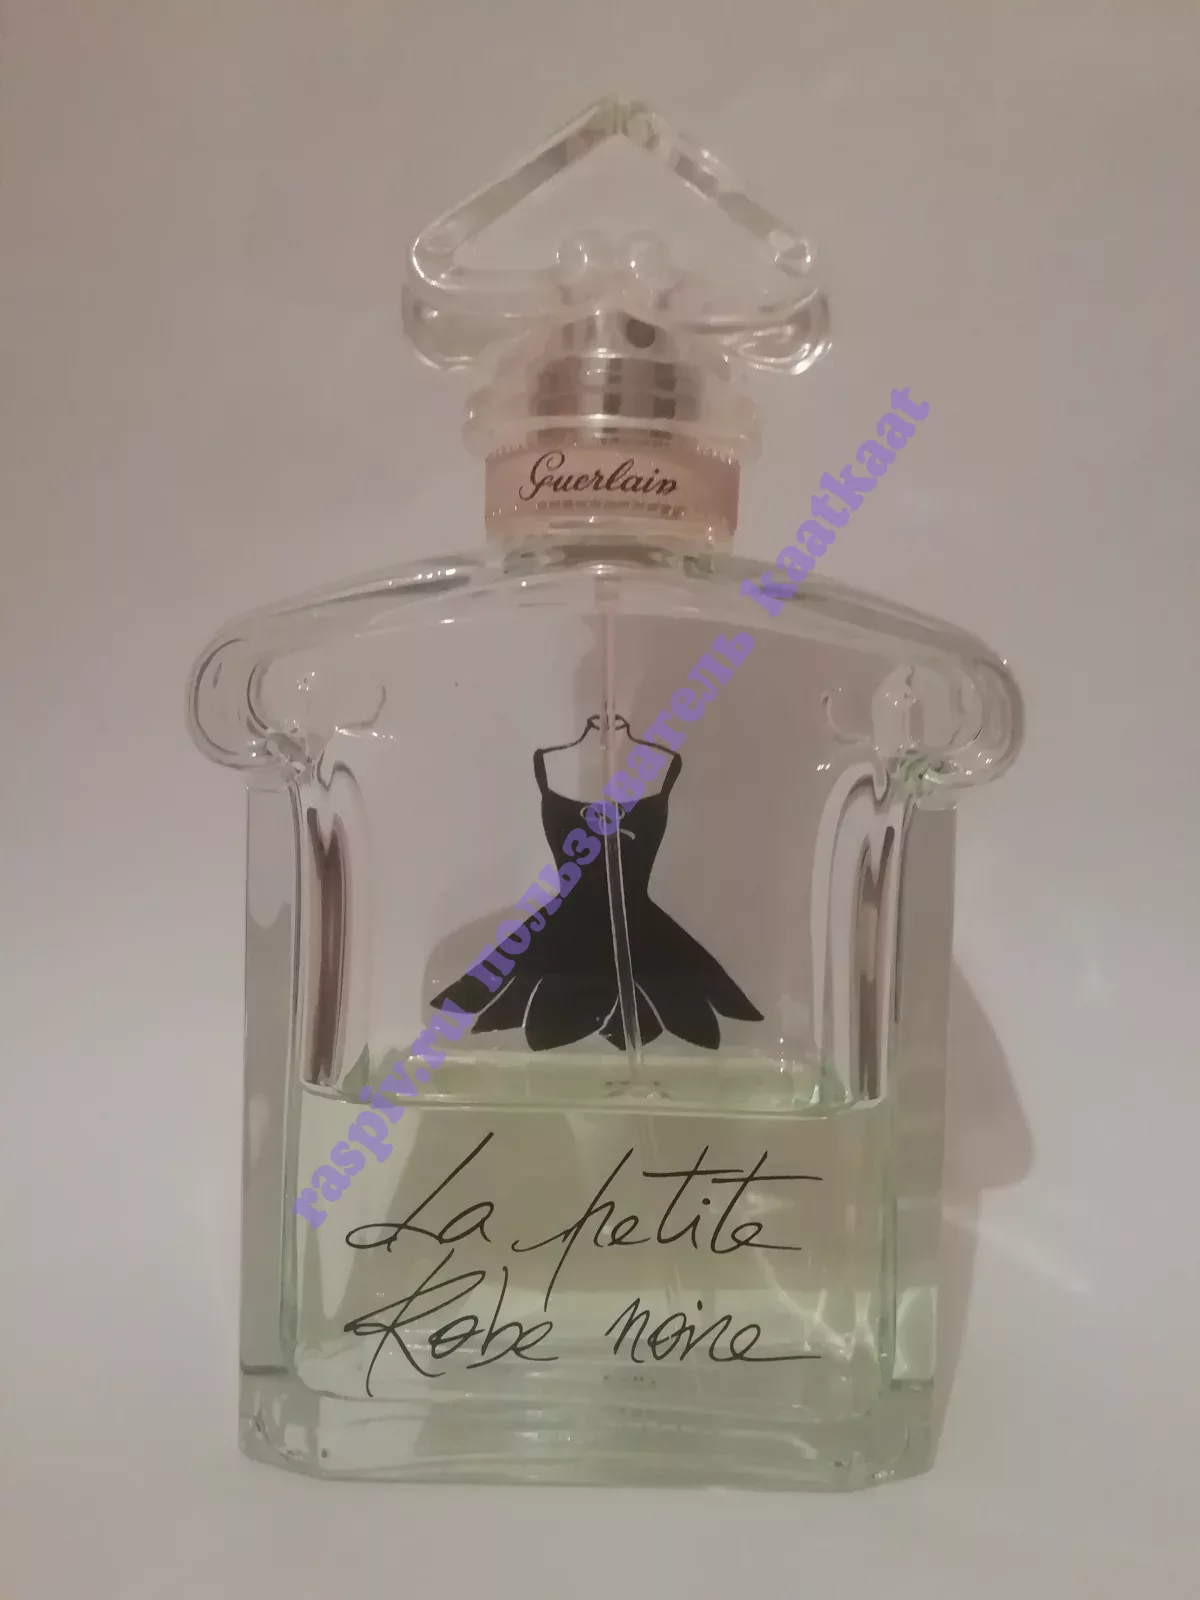 Guerlain
raspiv.ru пользователь kaatkaat
La petite
Robe noire